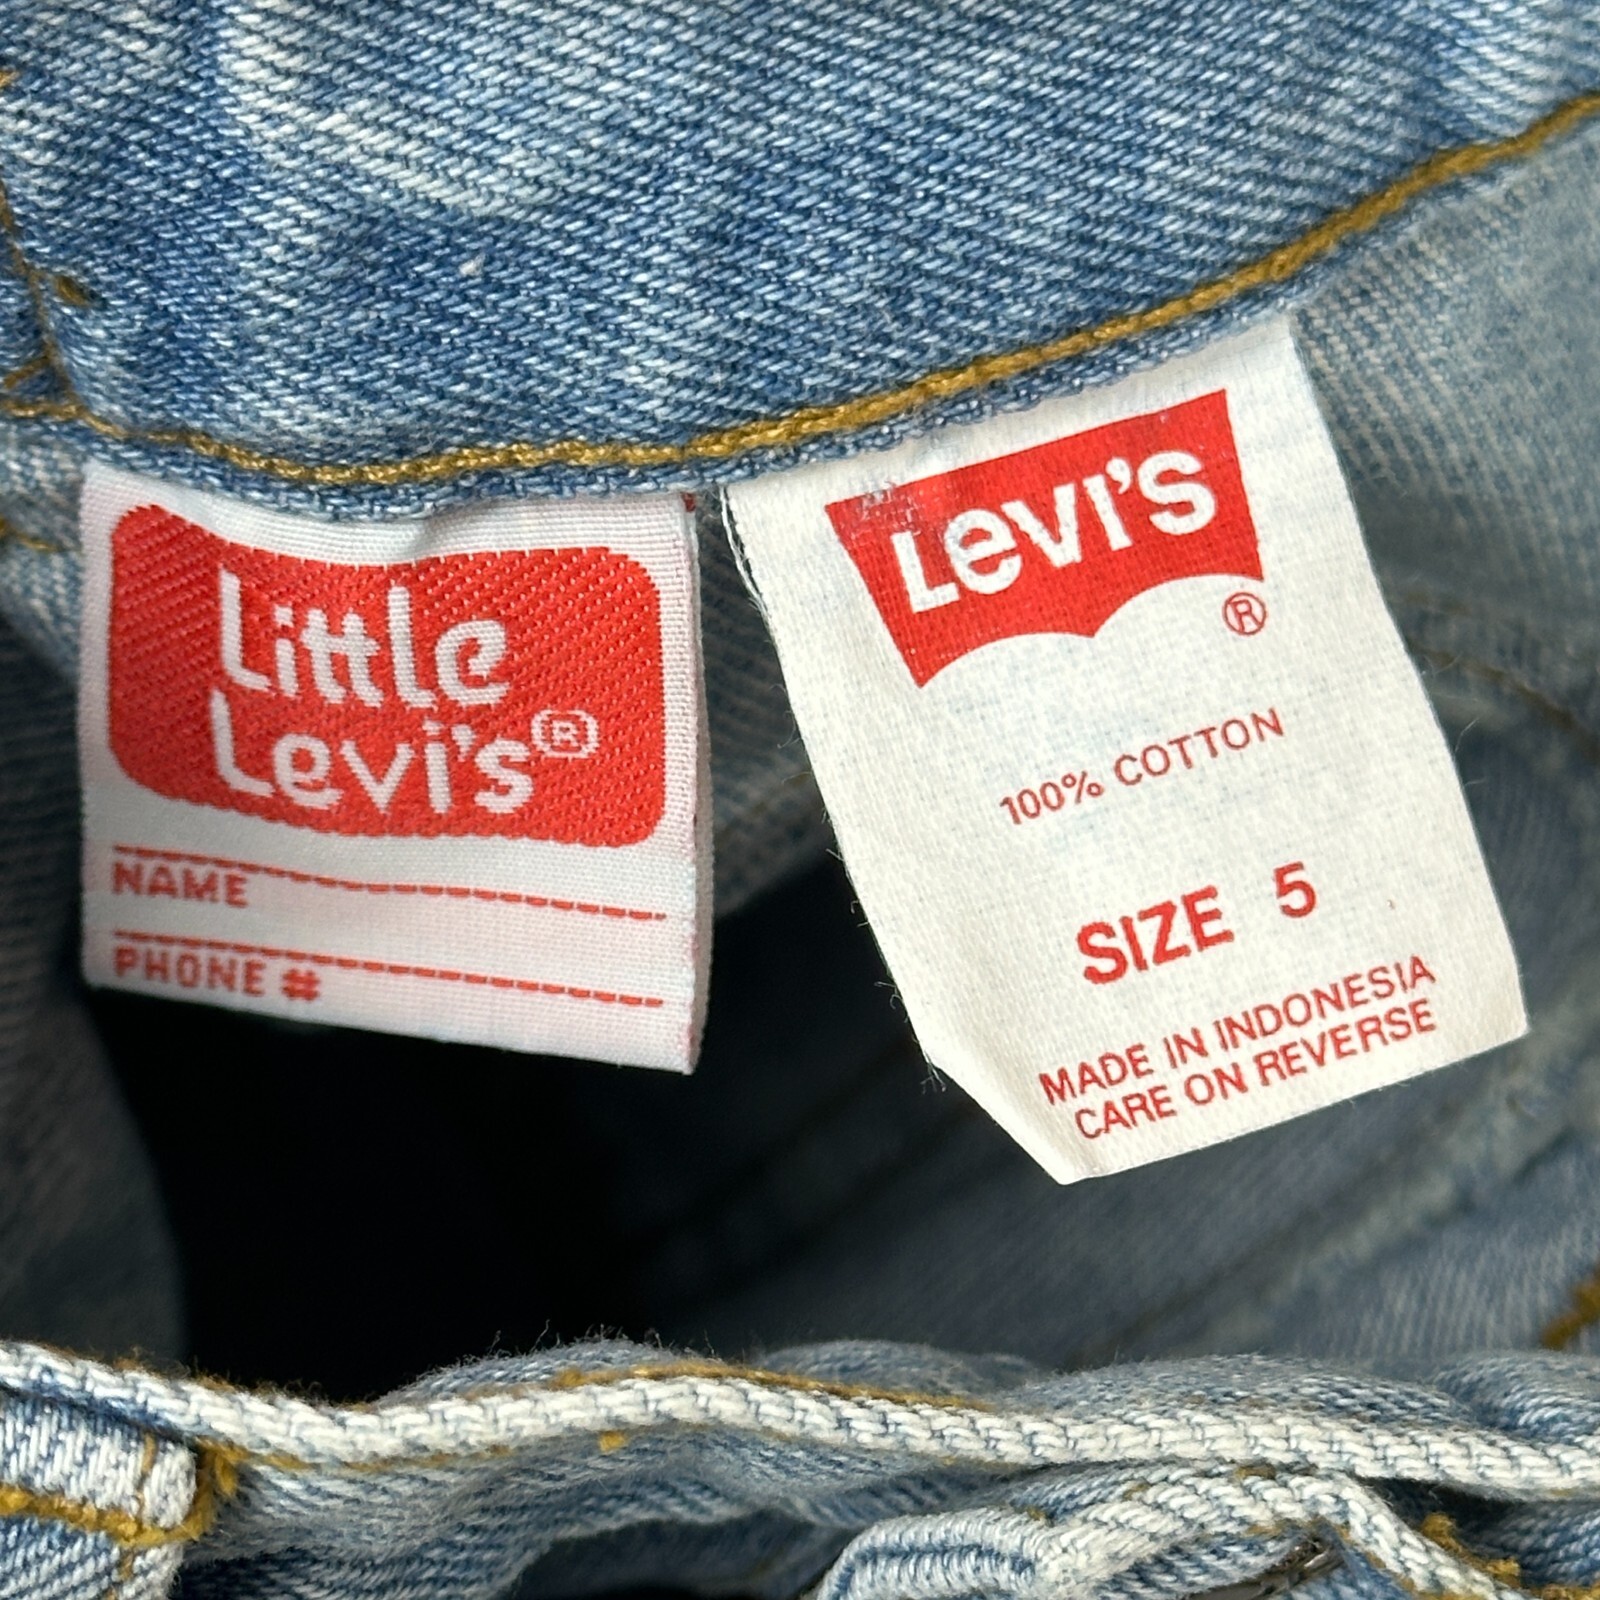 Little
Levi's®
NAME
PHONE #
LEVI'S
®
100% COTTON
SIZE 5
MADE IN INDONESIA
CARE ON REVERSE